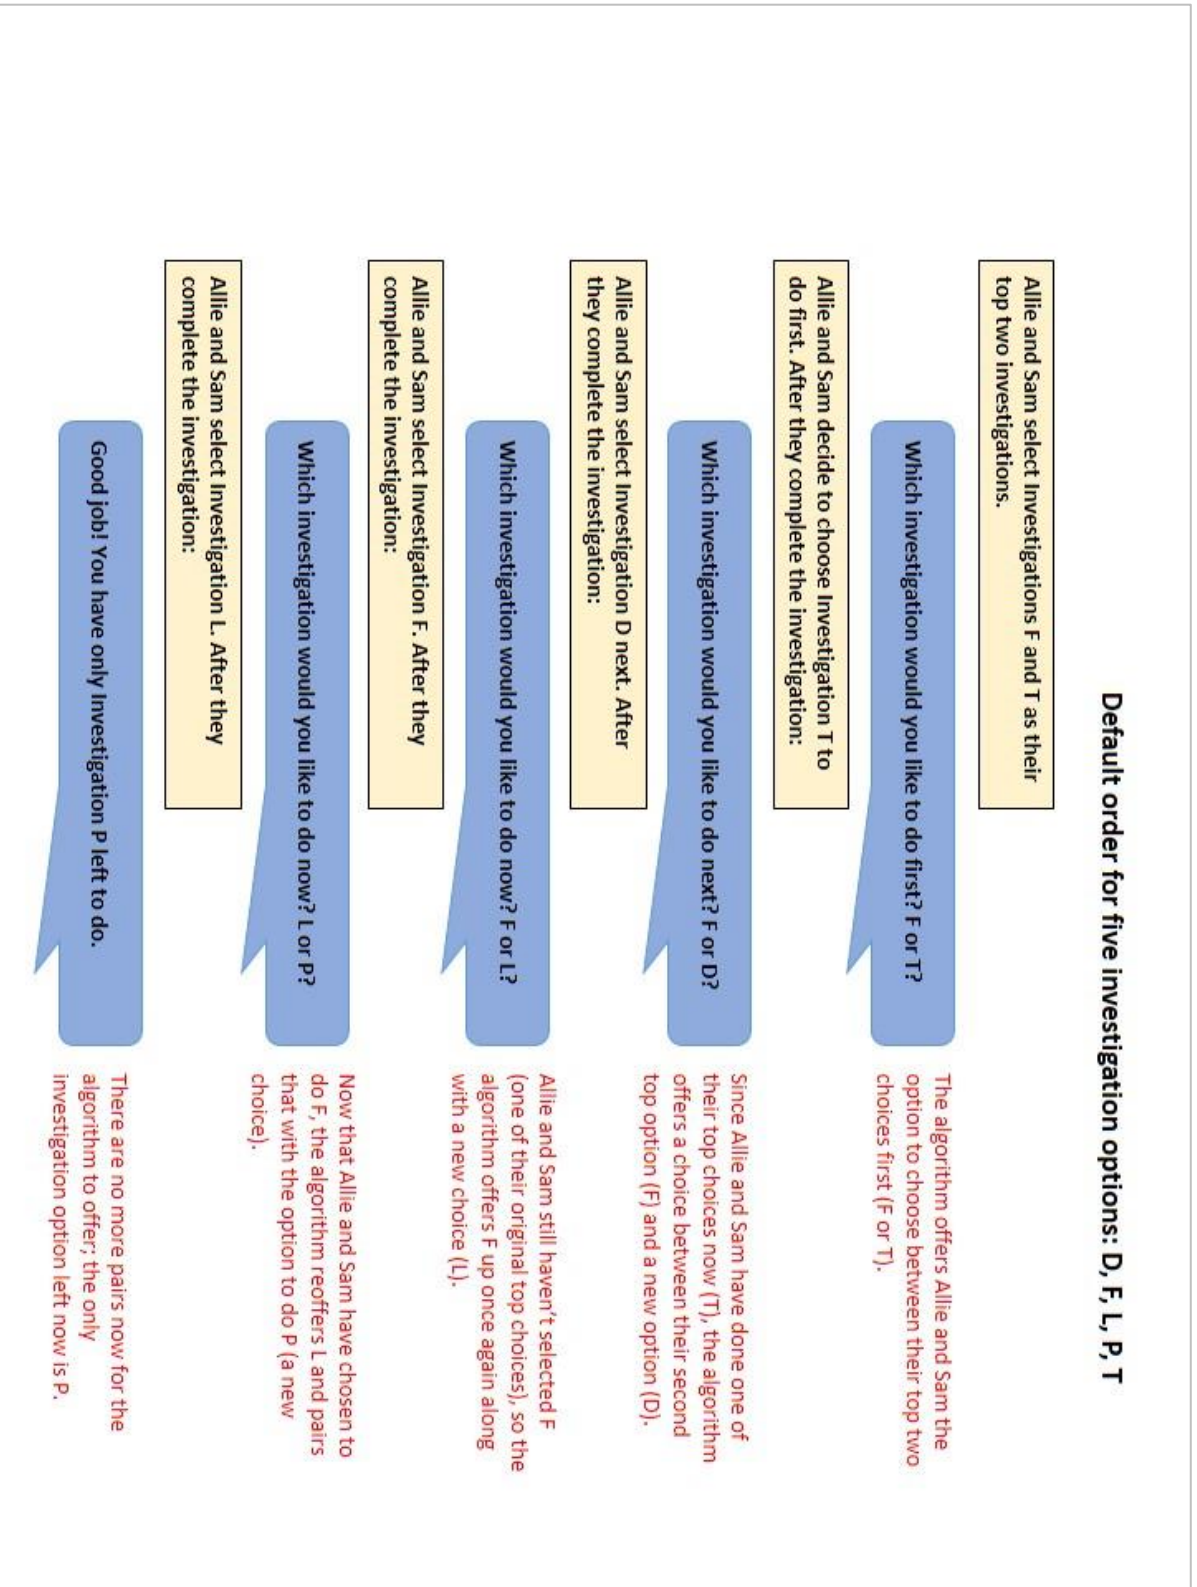 Default order for five investigation options: D, F, L, P, T
Allie and Sam select Investigations F and T as their
top two investigations.
Which investigation would you like to do first? F or T?
The algorithm offers Allie and Sam the
option to choose between their top two
choices first (F or T).
Allie and Sam decide to choose Investigation T to
do first. After they complete the investigation:
Which investigation would you like to do next? F or D?
Since Allie and Sam have done one of
their top choices now (T), the algorithm
offers a choice between their second
top option (F) and a new option (D).
Allie and Sam select Investigation D next. After
they complete the investigation:
Which investigation would you like to do now? F or L?
Allie and Sam still haven't selected F
(one of their original top choices), so the
algorithm offers F up once again along
with a new choice (L).
Allie and Sam select Investigation F. After they
complete the investigation:
Which investigation would you like to do now? L or P?
Now that Allie and Sam have chosen to
do F, the algorithm reoffers L and pairs
that with the option to do P (a new
choice).
Allie and Sam select Investigation L. After they
complete the investigation:
Good job! You have only Investigation P left to do.
There are no more pairs now for the
algorithm to offer; the only
investigation option left now is P.